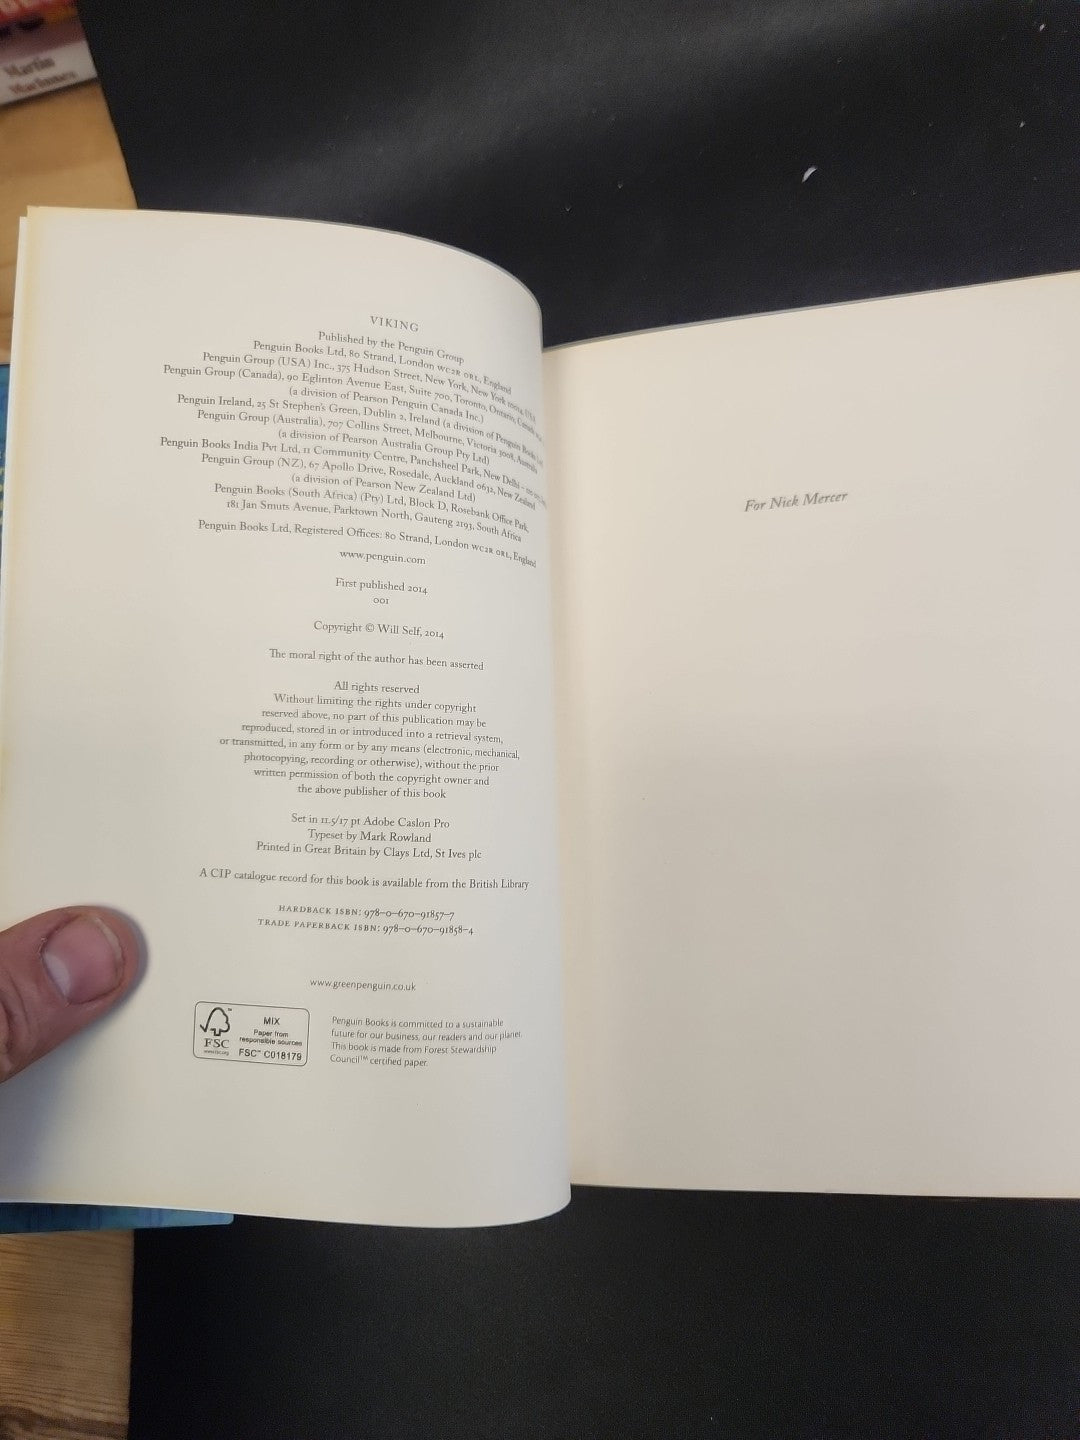 Martin
VIKING
Published by the Penguin Group
Penguin Books Ltd, 80 Strand, London WC2R 0RL, England
Penguin Group (USA) Inc., 375 Hudson Street, New York, New York 10014, USA
Penguin Group (Canada), 90 Eglinton Avenue East, Suite 700, Toronto, Ontario, Canada
(a division of Pearson Penguin Canada Inc.)
Penguin Ireland, 25 St Stephen's Green, Dublin 2, Ireland (a division of Penguin Books Ltd)
Penguin Group (Australia), 707 Collins Street, Melbourne, Victoria 3008, Australia
(a division of Pearson Australia Group Pty Ltd)
Penguin Books India Pvt Ltd, 11 Community Centre, Panchsheel Park, New Delhi –
Penguin Group (NZ), 67 Apollo Drive, Rosedale, Auckland 0632, New Zealand
(a division of Pearson New Zealand Ltd)
Penguin Books (South Africa) (Pty) Ltd, Block D, Rosebank Office Park,
181 Jan Smuts Avenue, Parktown North, Gauteng 2193, South Africa
Penguin Books Ltd, Registered Offices: 80 Strand, London WC2R 0RL, England
www.penguin.com
First published 2014
001
Copyright © Will Self, 2014
The moral right of the author has been asserted
All rights reserved
Without limiting the rights under copyright
reserved above, no part of this publication may be
reproduced, stored in or introduced into a retrieval system,
or transmitted, in any form or by any means (electronic, mechanical,
photocopying, recording or otherwise), without the prior
written permission of both the copyright owner and
the above publisher of this book
Set in 11.5/17 pt Adobe Caslon Pro
Typeset by Mark Rowland
Printed in Great Britain by Clays Ltd, St Ives plc
A CIP catalogue record for this book is available from the British Library
HARDBACK ISBN: 978–0–670–91857–7
TRADE PAPERBACK ISBN: 978–0–670–91858–4
www.greenpenguin.co.uk
FSC
www.fsc.org
MIX
Paper from
responsible sources
FSC™ C018179
Penguin Books is committed to a sustainable
future for our business, our readers and our planet.
This book is made from Forest Stewardship
Council™ certified paper.
For Nick Mercer